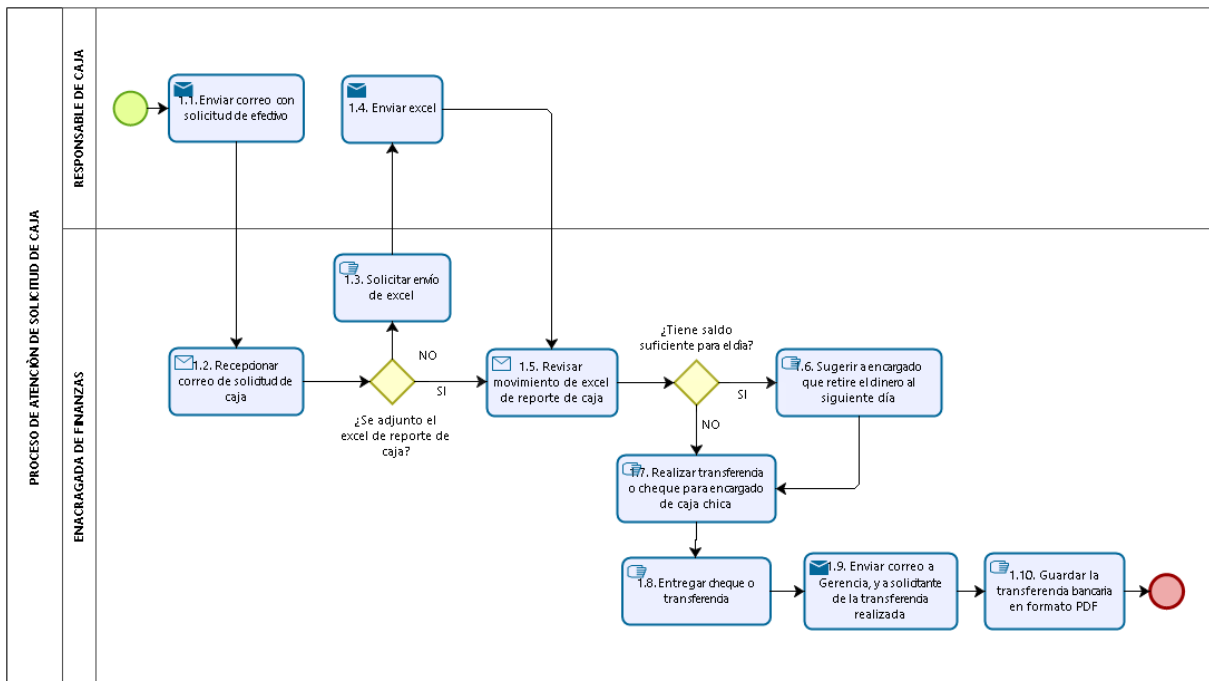 PROCESO DE ATENCIÓN DE SOLICITUD DE CAJA
RESPONSABLE DE CAJA
1.1. Enviar correo con
solicitud de efectivo
1.4. Enviar excel
ENACRAGADA DE FINANZAS
1.3. Solicitar envío
de excel
1.2. Recepcionar
correo de solicitud de
caja
NO
SI
¿Se adjunto el
excel de reporte de
caja?
1.5. Revisar
movimiento de excel
de reporte de caja
¿Tiene saldo
suficiente para el día?
SI
NO
1.6. Sugerir a encargado
que retire el dinero al
siguiente día
1.7. Realizar transferencia
o cheque para encargado
de caja chica
1.8. Entregar cheque o
transferencia
1.9. Enviar correo a
Gerencia, y a solicitante
de la transferencia
realizada
1.10. Guardar la
transferencia bancaria
en formato PDF